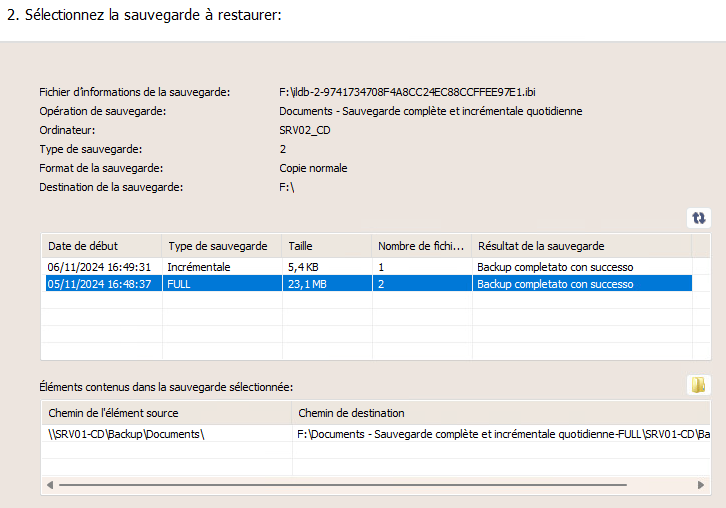 2. Sélectionnez la sauvegarde à restaurer:
Fichier d'informations de la sauvegarde: F:\ildb-2-9741734708F4A8CC24EC88CCFFEE97E1.ibi
Opération de sauvegarde: Documents - Sauvegarde complète et incrémentale quotidienne
Ordinateur: SRV02_CD
Type de sauvegarde: 2
Format de la sauvegarde: Copie normale
Destination de la sauvegarde: F:\
Date de début Type de sauvegarde Taille Nombre de fichi... Résultat de la sauvegarde
06/11/2024 16:49:31 Incrémentale 5,4 KB 1 Backup completato con successo
05/11/2024 16:48:37 FULL 23,1 MB 2 Backup completato con successo
Éléments contenus dans la sauvegarde sélectionnée:
Chemin de l'élément source Chemin de destination
\\SRV01-CD\Backup\Documents\ F:\Documents - Sauvegarde complète et incrémentale quotidienne-FULL\SRV01-CD\Ba